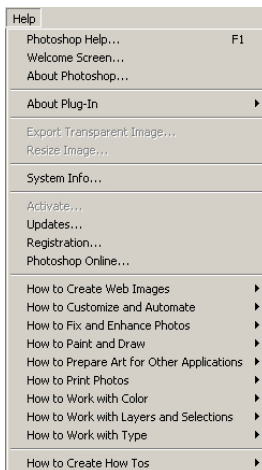 Help
Photoshop Help... F1
Welcome Screen...
About Photoshop...
About Plug-In
Export Transparent Image...
Resize Image...
System Info...
Activate...
Updates...
Registration...
Photoshop Online...
How to Create Web Images
How to Customize and Automate
How to Fix and Enhance Photos
How to Paint and Draw
How to Prepare Art for Other Applications
How to Print Photos
How to Work with Color
How to Work with Layers and Selections
How to Work with Type
How to Create How Tos